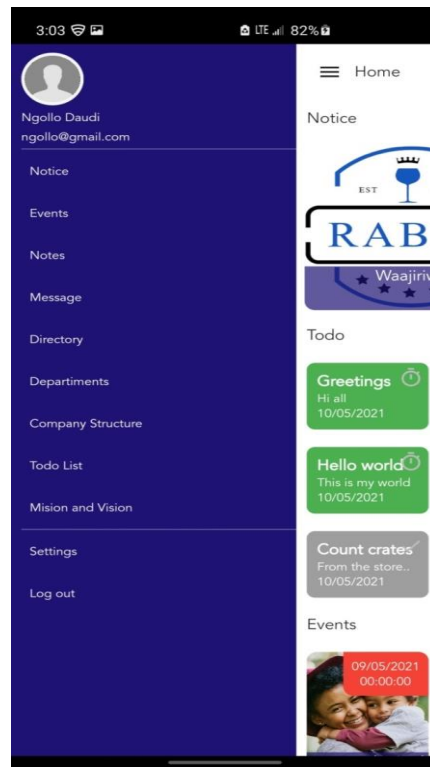 3:03
LTE 82%
Ngollo Daudi
ngollo@gmail.com
Notice
Events
Notes
Message
Directory
Departments
Company Structure
Todo List
Mision and Vision
Settings
Log out
Home
Notice
EST
RAB
Waajiriw
Todo
Greetings
Hi all
10/05/2021
Hello world
This is my world
10/05/2021
Count crates
From the store..
10/05/2021
Events
09/05/2021
00:00:00